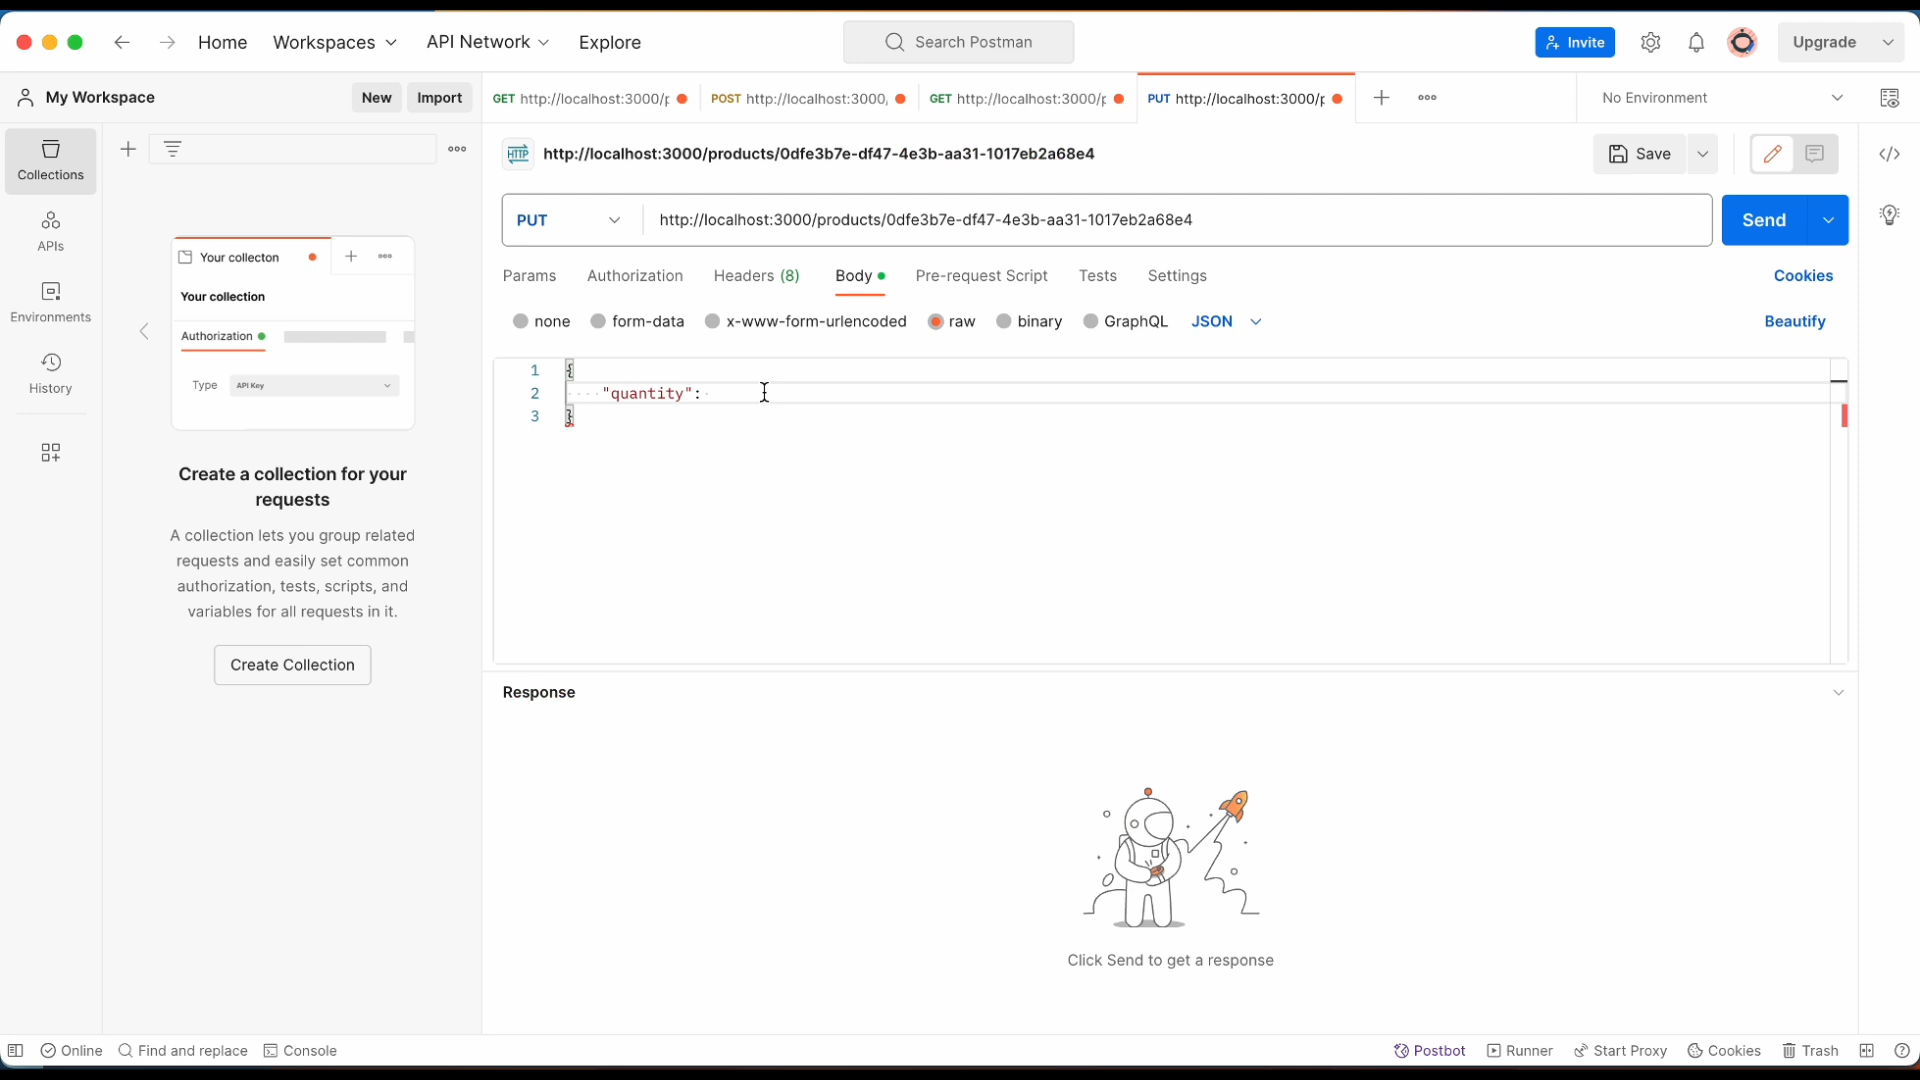 Home Workspaces API Network Explore Search Postman Invite Upgrade
My Workspace New Import
GET http://localhost:3000/p POST http://localhost:3000, GET http://localhost:3000/p PUT http://localhost:3000/p No Environment
Collections
APIs
Environments
History
Your collecton
Your collection
Authorization
Type API Key
Create a collection for your
requests
A collection lets you group related
requests and easily set common
authorization, tests, scripts, and
variables for all requests in it.
Create Collection
HTTP http://localhost:3000/products/0dfe3b7e-df47-4e3b-aa31-1017eb2a68e4 Save
PUT http://localhost:3000/products/0dfe3b7e-df47-4e3b-aa31-1017eb2a68e4 Send
Params Authorization Headers (8) Body Pre-request Script Tests Settings Cookies
none form-data x-www-form-urlencoded raw binary GraphQL JSON Beautify
1 {
2 "quantity":
3 }
Response
Click Send to get a response
Online Find and replace Console Postbot Runner Start Proxy Cookies Trash